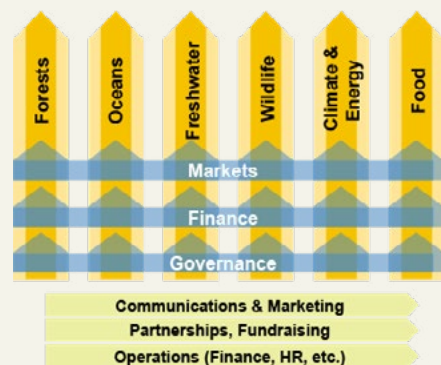 Forests
Oceans
Freshwater
Wildlife
Climate &
Energy
Food
Markets
Finance
Governance
Communications & Marketing
Partnerships, Fundraising
Operations (Finance, HR, etc.)